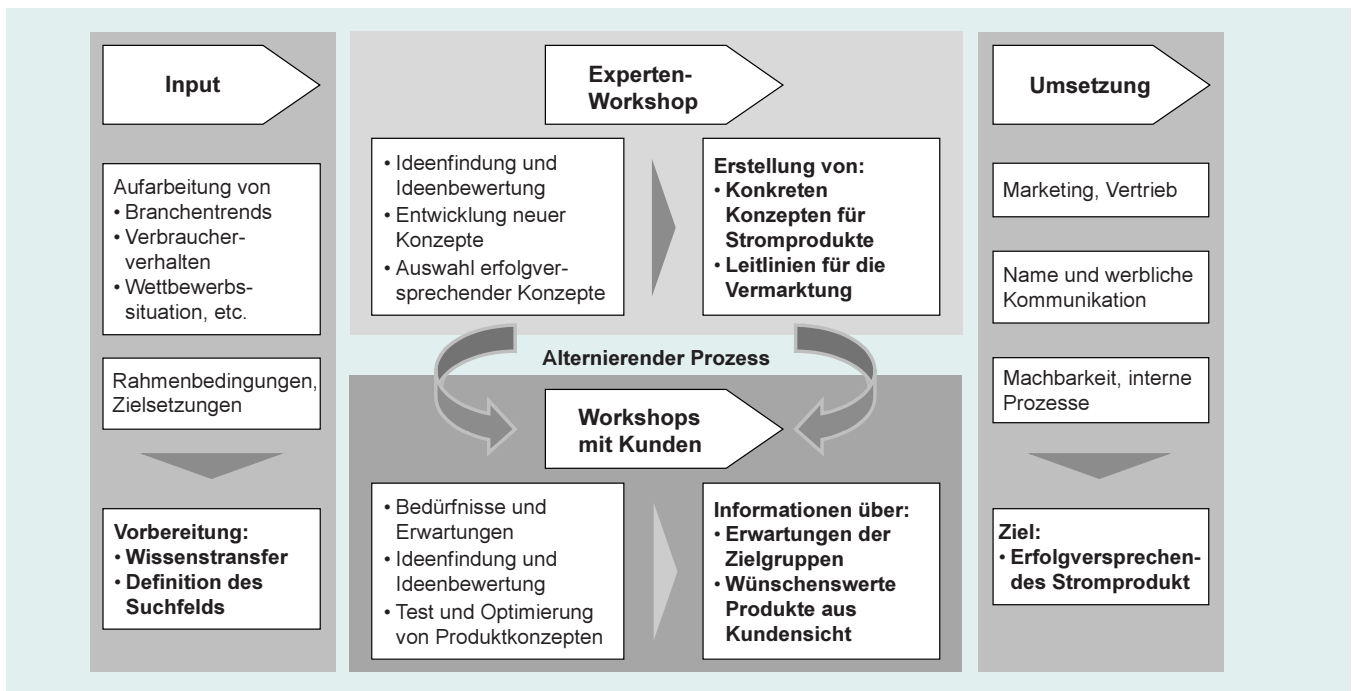 Input
Aufarbeitung von
• Branchentrends
• Verbraucher-
verhalten
• Wettbewerbs-
situation, etc.
Rahmenbedingungen,
Zielsetzungen
Vorbereitung:
• Wissenstransfer
• Definition des
Suchfelds
Experten-
Workshop
• Ideenfindung und
Ideenbewertung
• Entwicklung neuer
Konzepte
• Auswahl erfolgver-
sprechender Konzepte
Erstellung von:
• Konkreten
Konzepten für
Stromprodukte
• Leitlinien für die
Vermarktung
Alternierender Prozess
Workshops
mit Kunden
• Bedürfnisse und
Erwartungen
• Ideenfindung und
Ideenbewertung
• Test und Optimierung
von Produktkonzepten
Informationen über:
• Erwartungen der
Zielgruppen
• Wünschenswerte
Produkte aus
Kundensicht
Umsetzung
Marketing, Vertrieb
Name und werbliche
Kommunikation
Machbarkeit, interne
Prozesse
Ziel:
• Erfolgversprechen-
des Stromprodukt